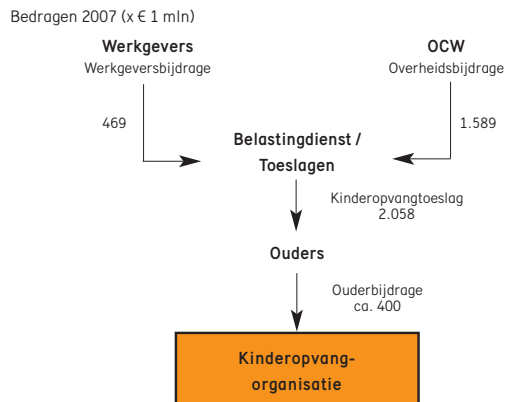 Bedragen 2007 (x € 1 mln)
Werkgevers
Werkgeversbijdrage
OCW
Overheidsbijdrage
469
1.589
Belastingdienst /
Toeslagen
Kinderopvangtoeslag
2.058
Ouders
Ouderbijdrage
ca. 400
Kinderopvang-
organisatie